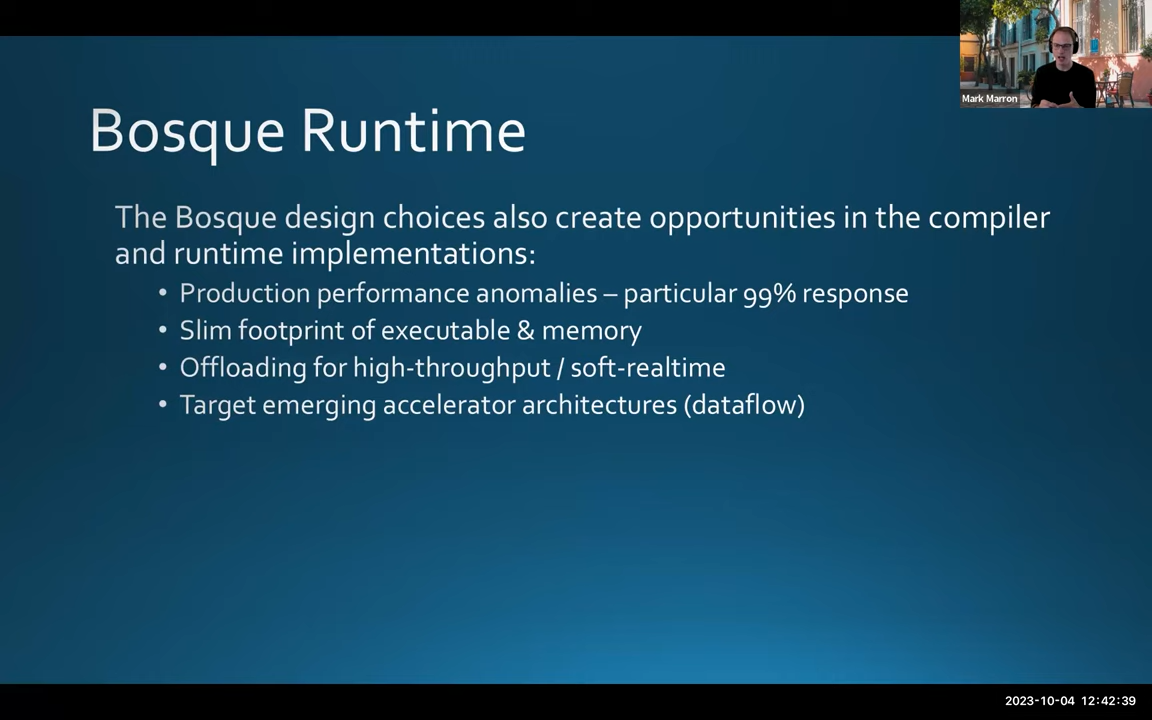 Mark Marron
Bosque Runtime
The Bosque design choices also create opportunities in the compiler
and runtime implementations:
• Production performance anomalies – particular 99% response
• Slim footprint of executable & memory
• Offloading for high-throughput / soft-realtime
• Target emerging accelerator architectures (dataflow)
2023-10-04 12:42:39